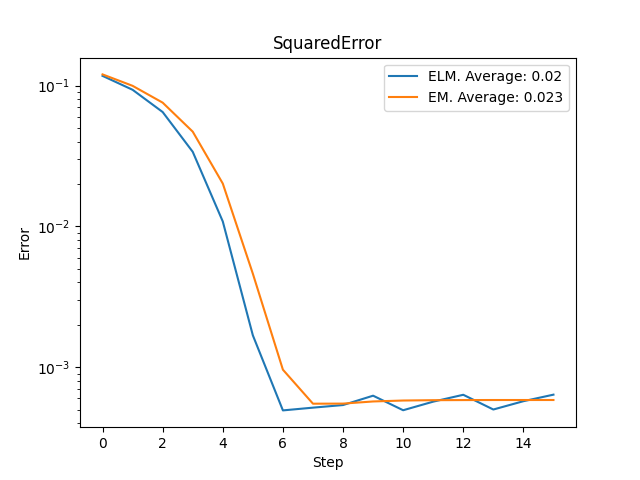 SquaredError
ELM. Average: 0.02
EM. Average: 0.023
Error
10⁻¹
10⁻²
10⁻³
0 2 4 6 8 10 12 14
Step